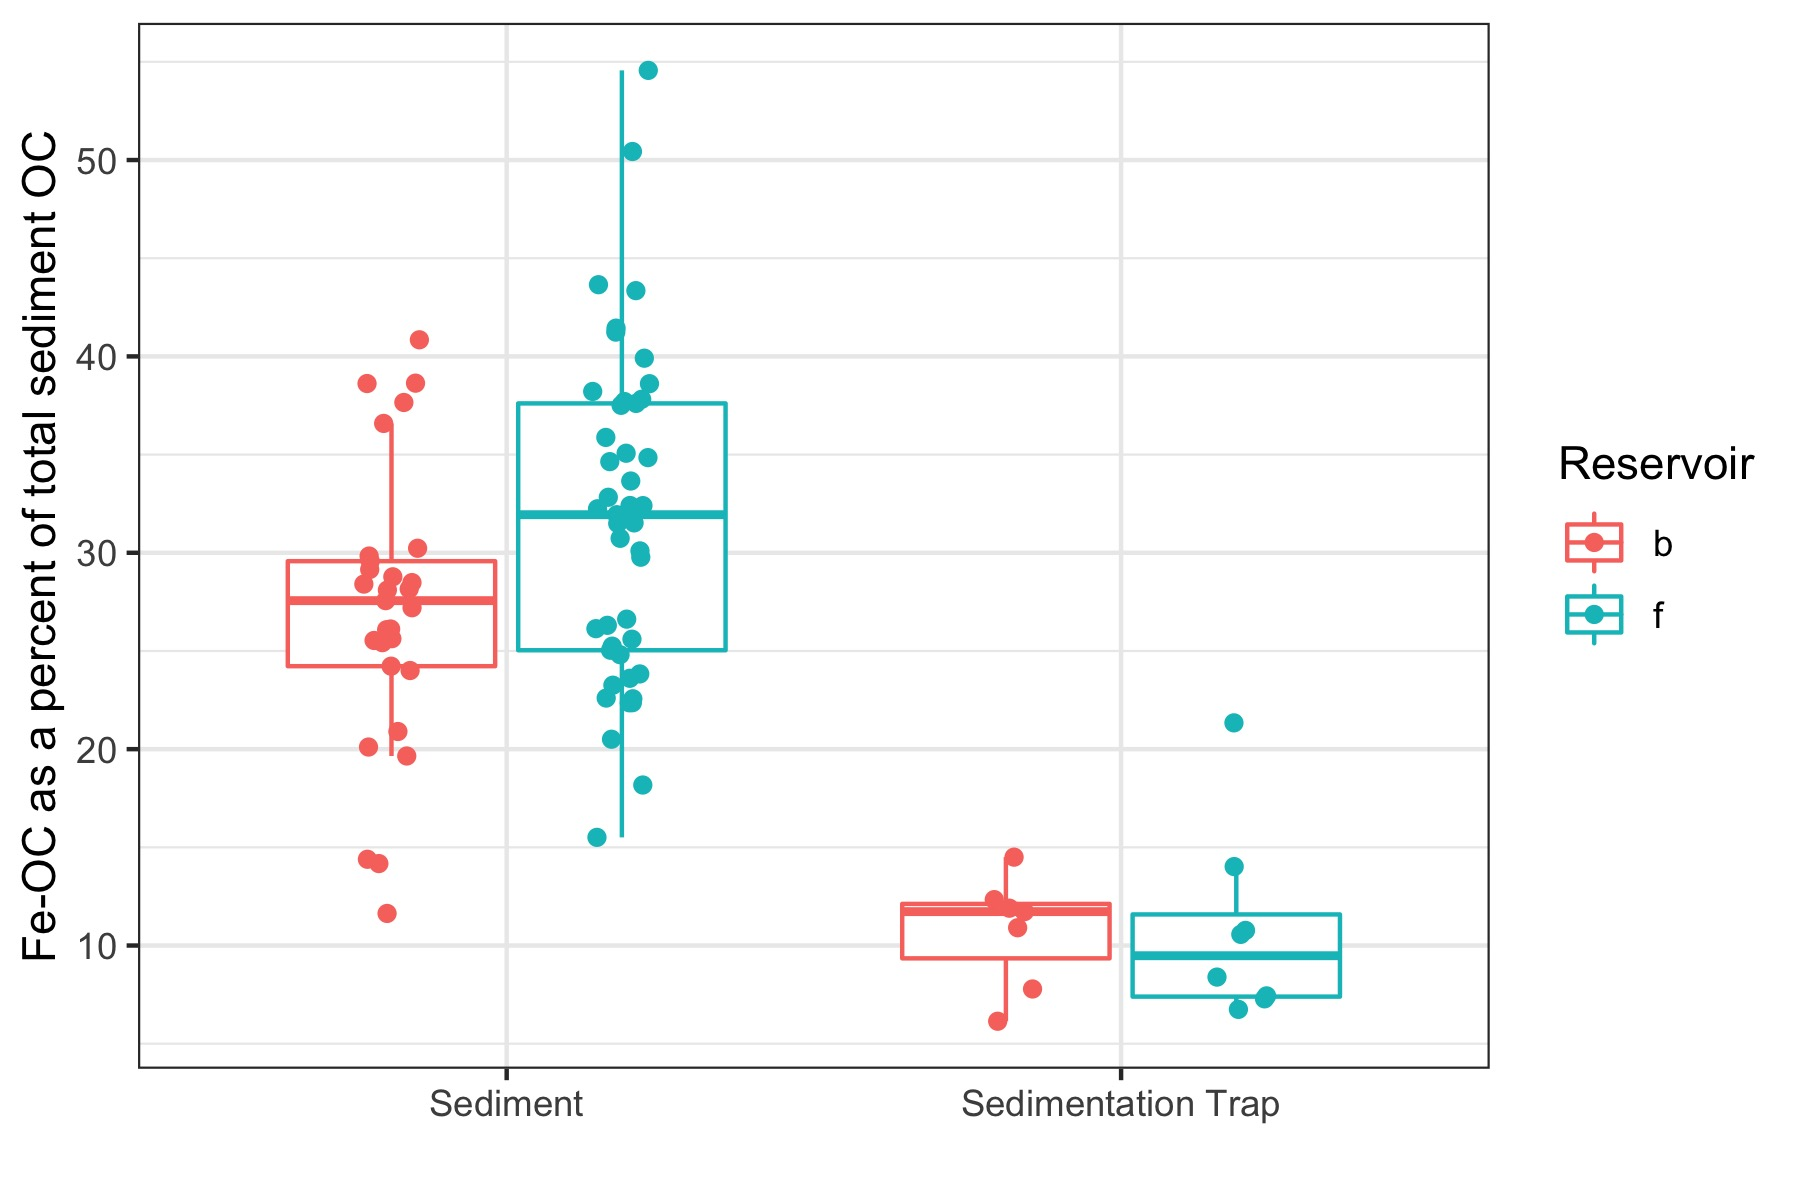 Fe-OC as a percent of total sediment OC
50
40
30
20
10
Sediment
Sedimentation Trap
Reservoir
b
f